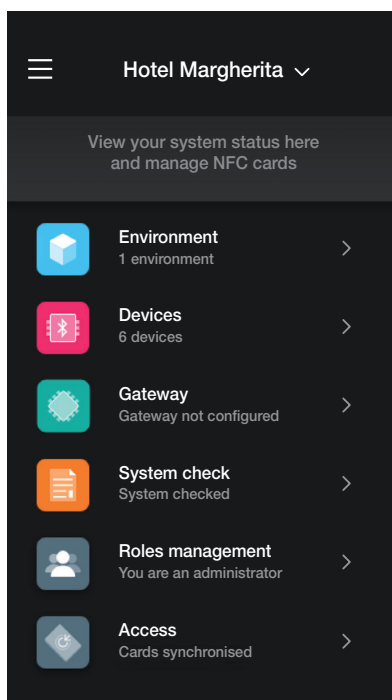 Hotel Margherita
View your system status here
and manage NFC cards
Environment
1 environment
Devices
6 devices
Gateway
Gateway not configured
System check
System checked
Roles management
You are an administrator
Access
Cards synchronised